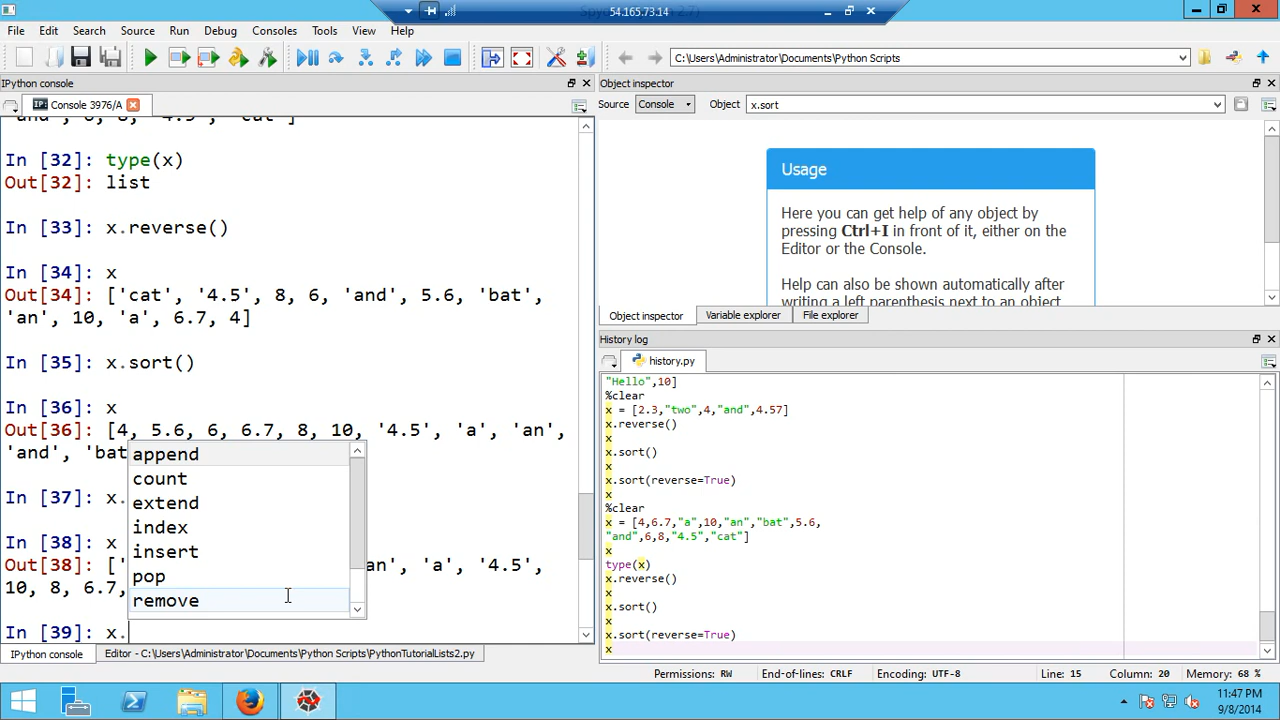 54.165.73.14
File Edit Search Source Run Debug Consoles Tools View Help
C:\Users\Administrator\Documents\Python Scripts
IPython console
Console 3976/A
'and', 6, 8, '4.5', 'cat']
In [32]: type(x)
Out[32]: list
In [33]: x.reverse()
In [34]: x
Out[34]: ['cat', '4.5', 8, 6, 'and', 5.6, 'bat',
'an', 10, 'a', 6.7, 4]
In [35]: x.sort()
In [36]: x
Out[36]: [4, 5.6, 6, 6.7, 8, 10, '4.5', 'a', 'an',
'and', 'bat
In [37]: x.
In [38]: x
Out[38]: [' an', 'a', '4.5',
10, 8, 6.7,
In [39]: x.
append
count
extend
index
insert
pop
remove
IPython console
Editor - C:\Users\Administrator\Documents\Python Scripts\PythonTutorialLists2.py
Object inspector
Source Console Object x.sort
Usage
Here you can get help of any object by
pressing Ctrl+I in front of it, either on the
Editor or the Console.
Help can also be shown automatically after
writing a left parenthesis next to an object
Object inspector Variable explorer File explorer
History log
history.py
"Hello",10]
%clear
x = [2.3,"two",4,"and",4.57]
x.reverse()
x
x.sort()
x
x.sort(reverse=True)
x
%clear
x = [4,6.7,"a",10,"an","bat",5.6,
"and",6,8,"4.5","cat"]
x
type(x)
x.reverse()
x
x.sort()
x
x.sort(reverse=True)
x
Permissions: RW End-of-lines: CRLF Encoding: UTF-8 Line: 15 Column: 20 Memory: 68 %
11:47 PM
9/8/2014